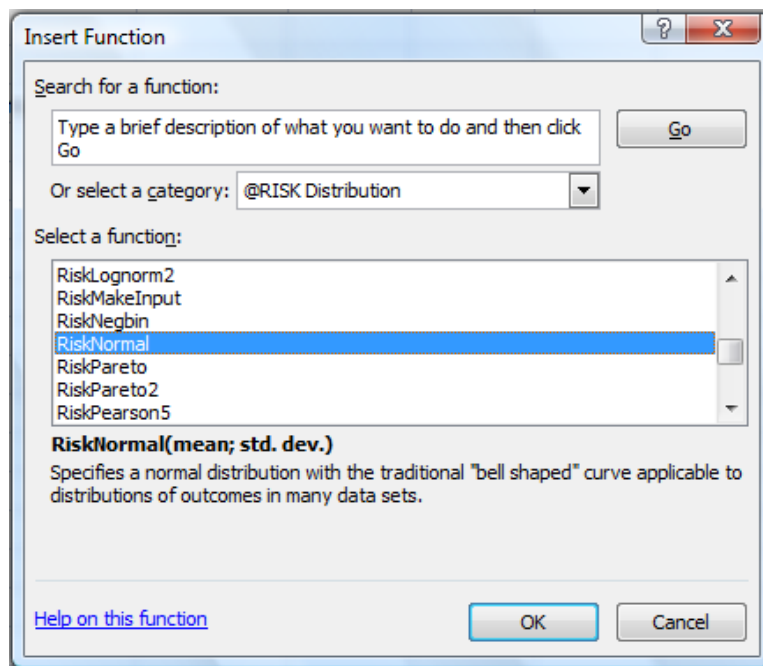 Insert Function
Search for a function:
Type a brief description of what you want to do and then click
Go
Go
Or select a category: @RISK Distribution
Select a function:
RiskLognorm2
RiskMakeInput
RiskNegbin
RiskNormal
RiskPareto
RiskPareto2
RiskPearson5
RiskNormal(mean; std. dev.)
Specifies a normal distribution with the traditional "bell shaped" curve applicable to
distributions of outcomes in many data sets.
Help on this function
OK
Cancel